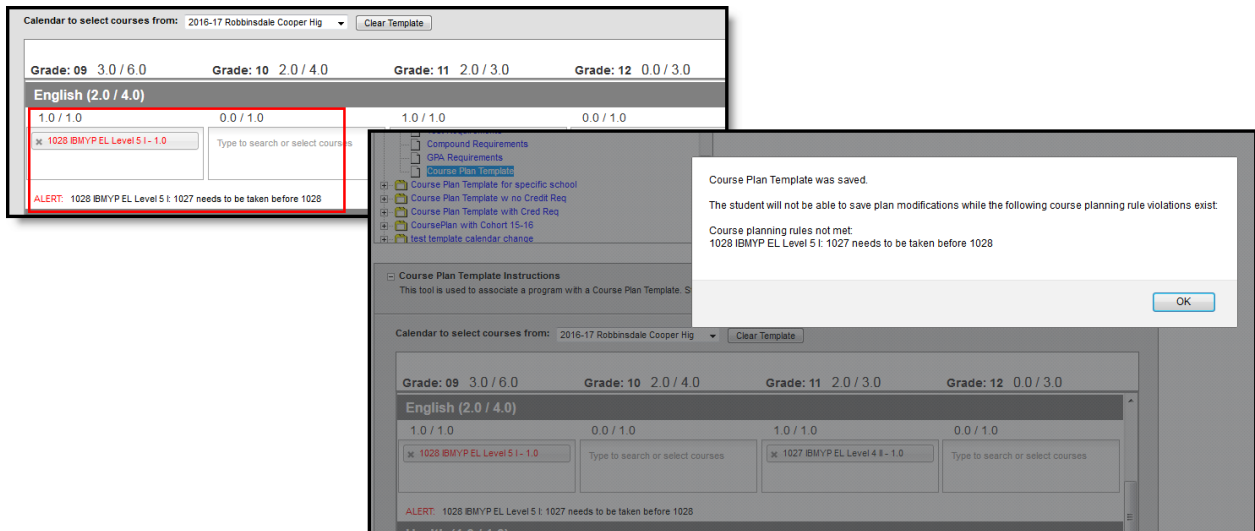 Calendar to select courses from: 2016-17 Robbinsdale Cooper Hig Clear Template
Grade: 09 3.0 / 6.0 Grade: 10 2.0 / 4.0 Grade: 11 2.0 / 3.0 Grade: 12 0.0 / 3.0
English (2.0 / 4.0)
1.0 / 1.0 0.0 / 1.0 1.0 / 1.0 0.0 / 1.0
1028 IBMYP EL Level 5 I - 1.0 Type to search or select courses
ALERT: 1028 IBMYP EL Level 5 I: 1027 needs to be taken before 1028
Compound Requirements
GPA Requirements
Course Plan Template
Course Plan Template for specific school
Course Plan Template w no Credit Req
Course Plan Template with Cred Req
CoursePlan with Cohort 15-16
test template calendar change
Course Plan Template was saved.
The student will not be able to save plan modifications while the following course planning rule violations exist:
Course planning rules not met:
1028 IBMYP EL Level 5 I: 1027 needs to be taken before 1028
OK
Course Plan Template Instructions
This tool is used to associate a program with a Course Plan Template. S
Calendar to select courses from: 2016-17 Robbinsdale Cooper Hig Clear Template
Grade: 09 3.0 / 6.0 Grade: 10 2.0 / 4.0 Grade: 11 2.0 / 3.0 Grade: 12 0.0 / 3.0
English (2.0 / 4.0)
1.0 / 1.0 0.0 / 1.0 1.0 / 1.0 0.0 / 1.0
1028 IBMYP EL Level 5 I - 1.0 Type to search or select courses 1027 IBMYP EL Level 4 II - 1.0 Type to search or select courses
ALERT: 1028 IBMYP EL Level 5 I: 1027 needs to be taken before 1028